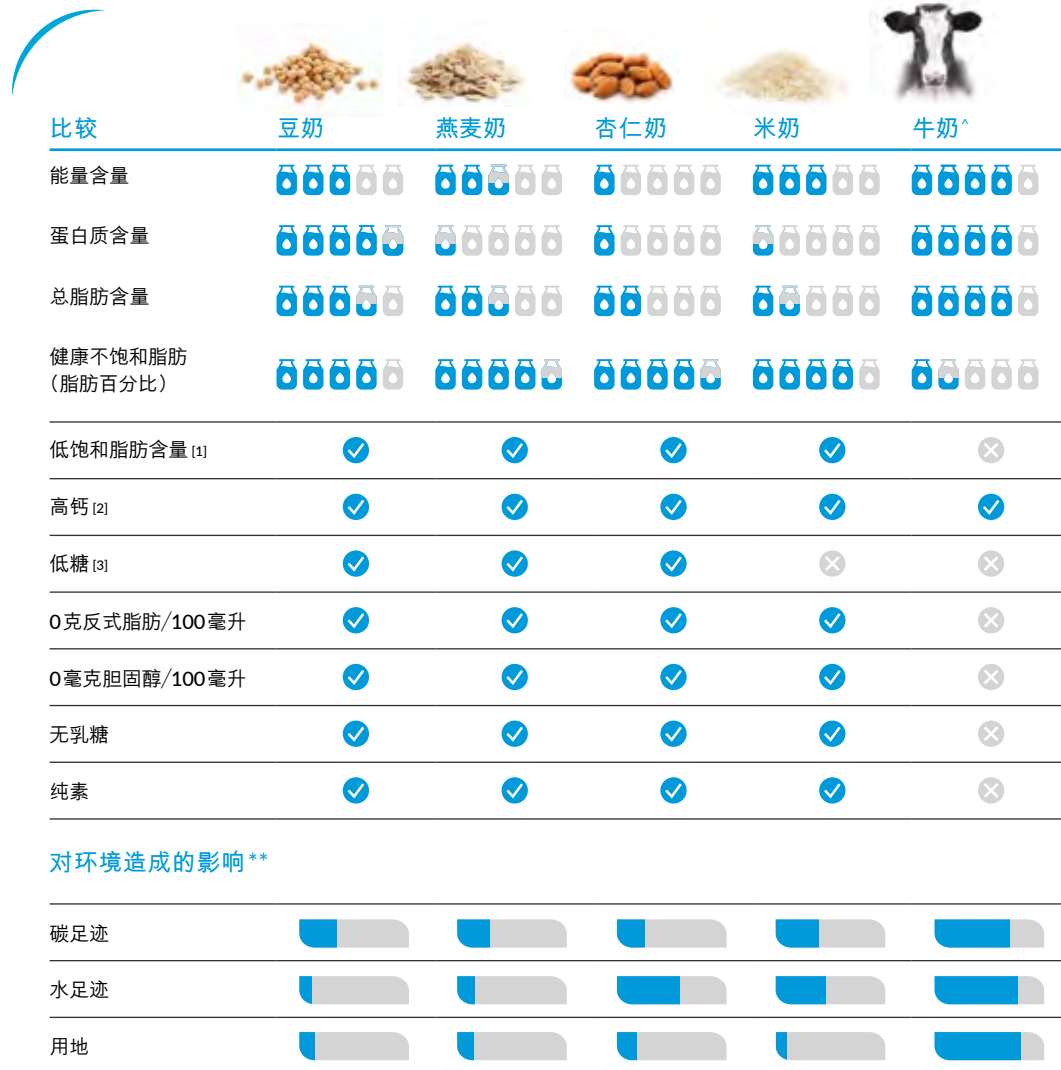 比较 豆奶 燕麦奶 杏仁奶 米奶 牛奶^
能量含量
蛋白质含量
总脂肪含量
健康不饱和脂肪
（脂肪百分比）
低饱和脂肪含量 [1]
高钙 [2]
低糖 [3]
0克反式脂肪/100毫升
0毫克胆固醇/100毫升
无乳糖
纯素
对环境造成的影响**
碳足迹
水足迹
用地